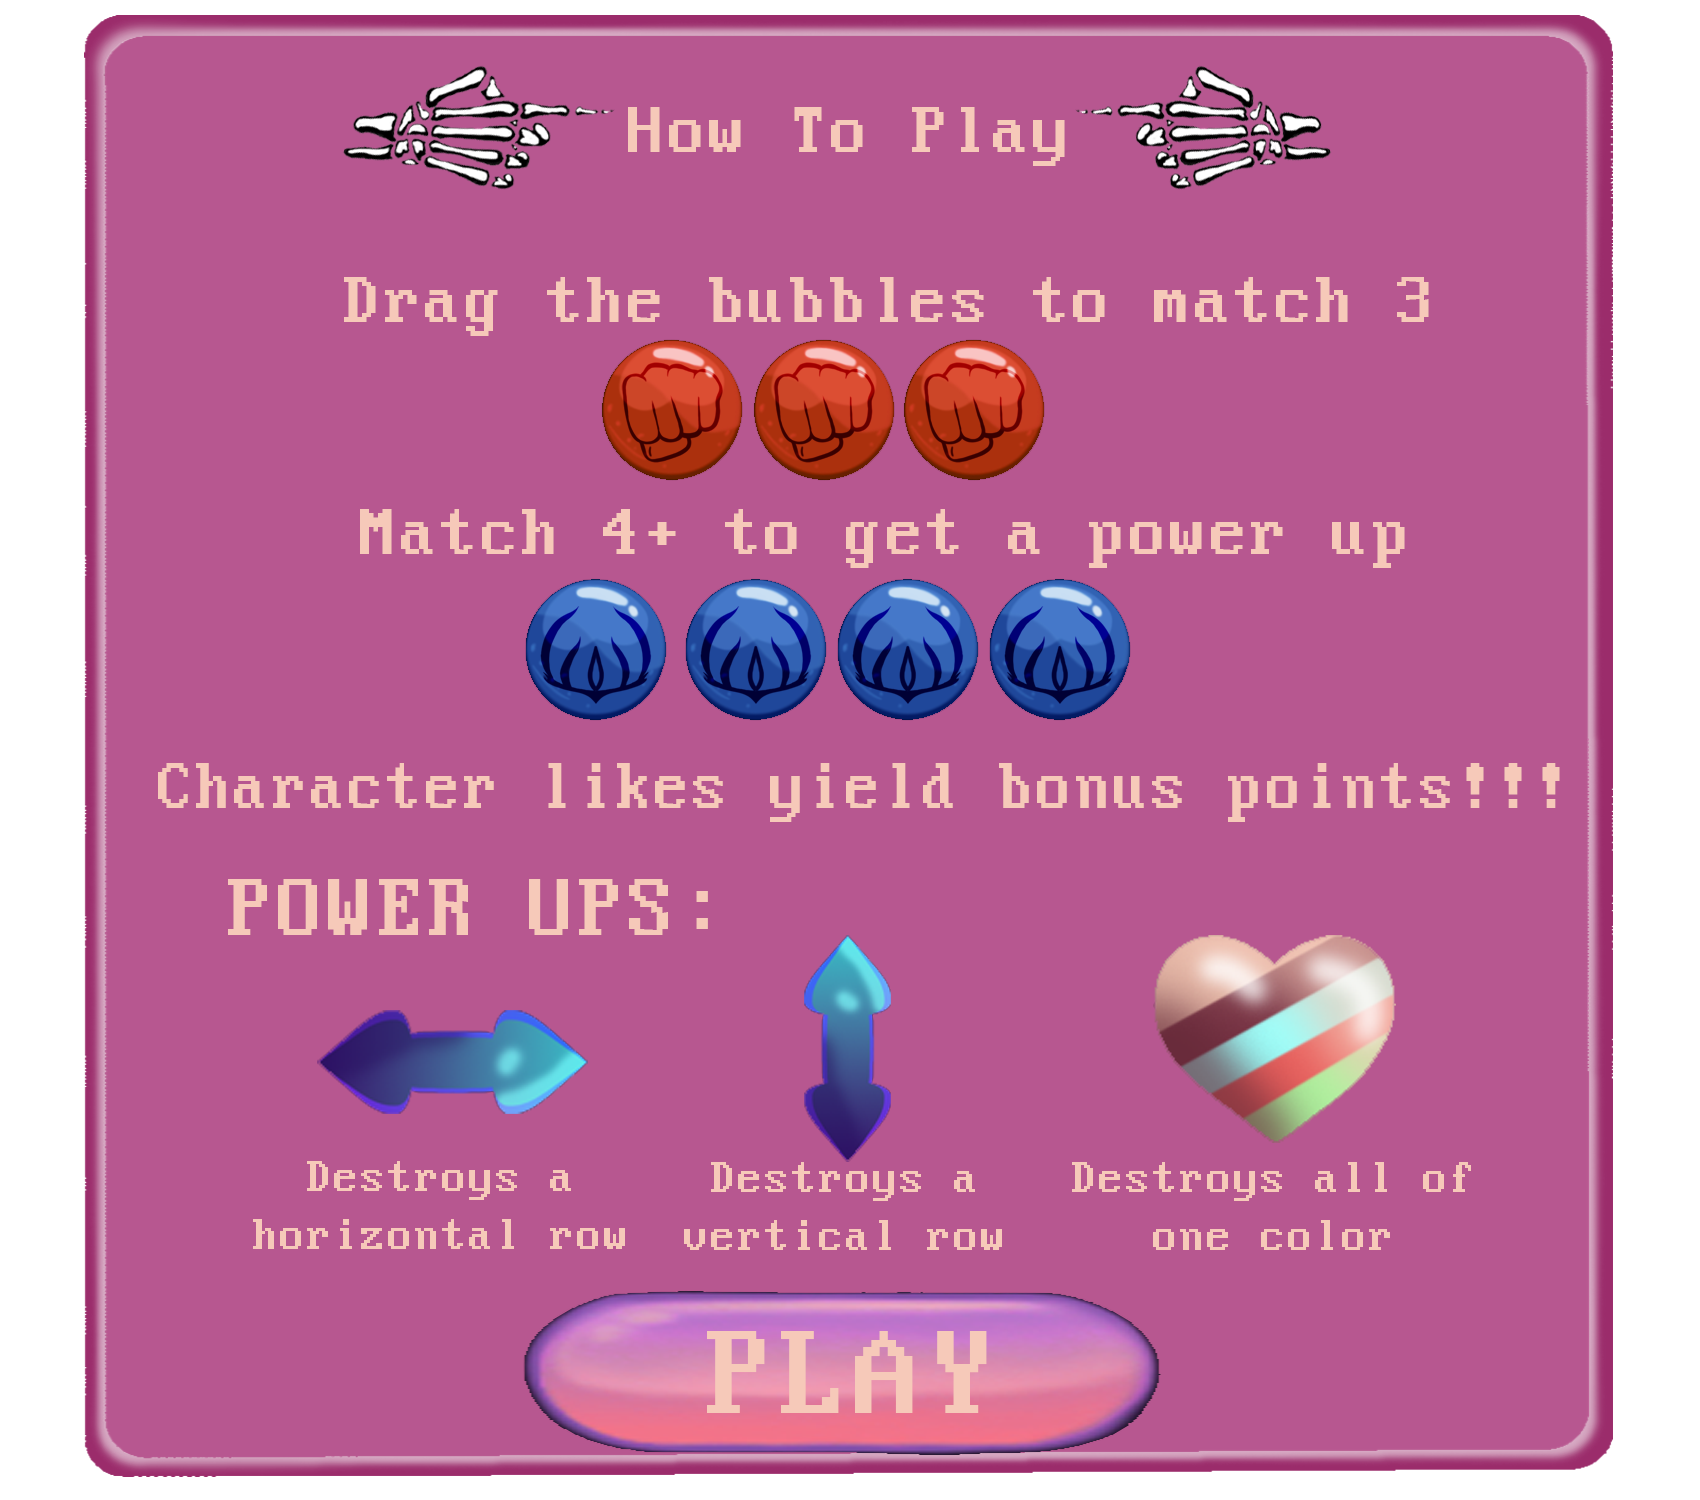 How To Play
Drag the bubbles to match 3
Match 4+ to get a power up
Character likes yield bonus points!!!
POWER UPS:
Destroys a
horizontal row
Destroys a
vertical row
Destroys all of
one color
PLAY